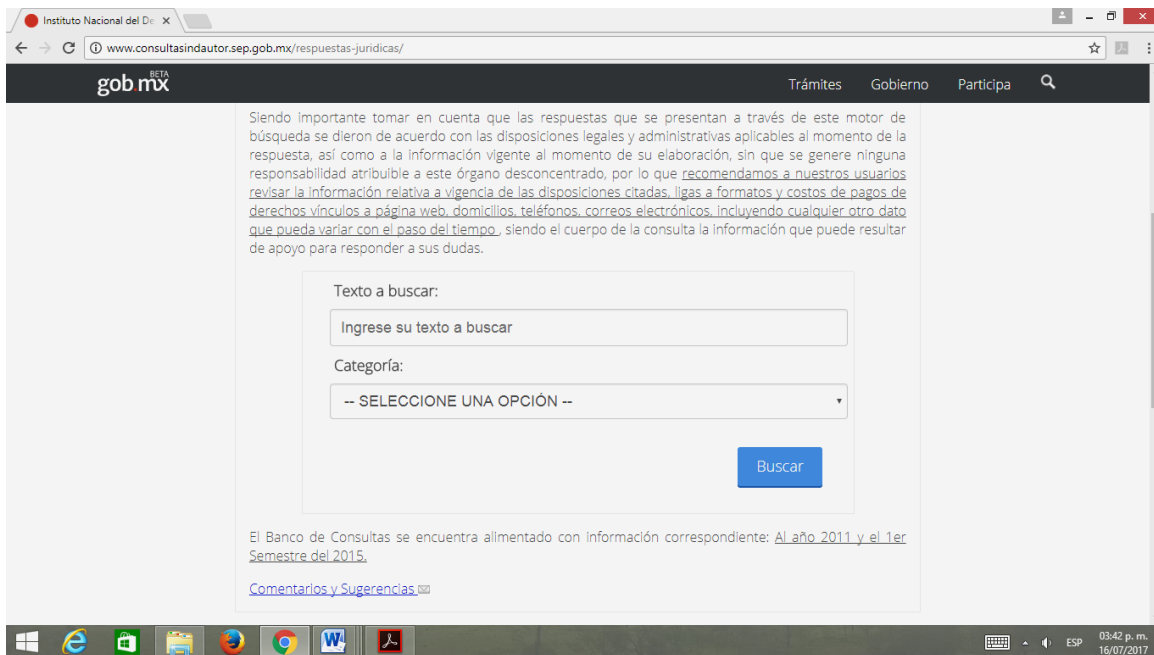 Instituto Nacional del De
www.consultasindautor.sep.gob.mx/respuestas-juridicas/
gob.mx BETA
Trámites Gobierno Participa
Siendo importante tomar en cuenta que las respuestas que se presentan a través de este motor de
búsqueda se dieron de acuerdo con las disposiciones legales y administrativas aplicables al momento de la
respuesta, así como a la información vigente al momento de su elaboración, sin que se genere ninguna
responsabilidad atribuible a este órgano desconcentrado, por lo que recomendamos a nuestros usuarios
revisar la información relativa a vigencia de las disposiciones citadas, ligas a formatos y costos de pagos de
derechos vínculos a página web, domicilios, teléfonos, correos electrónicos, incluyendo cualquier otro dato
que pueda variar con el paso del tiempo , siendo el cuerpo de la consulta la información que puede resultar
de apoyo para responder a sus dudas.
Texto a buscar:
Ingrese su texto a buscar
Categoría:
-- SELECCIONE UNA OPCIÓN --
Buscar
El Banco de Consultas se encuentra alimentado con información correspondiente: Al año 2011 y el 1er
Semestre del 2015.
Comentarios y Sugerencias
ESP
03:42 p. m.
16/07/2017